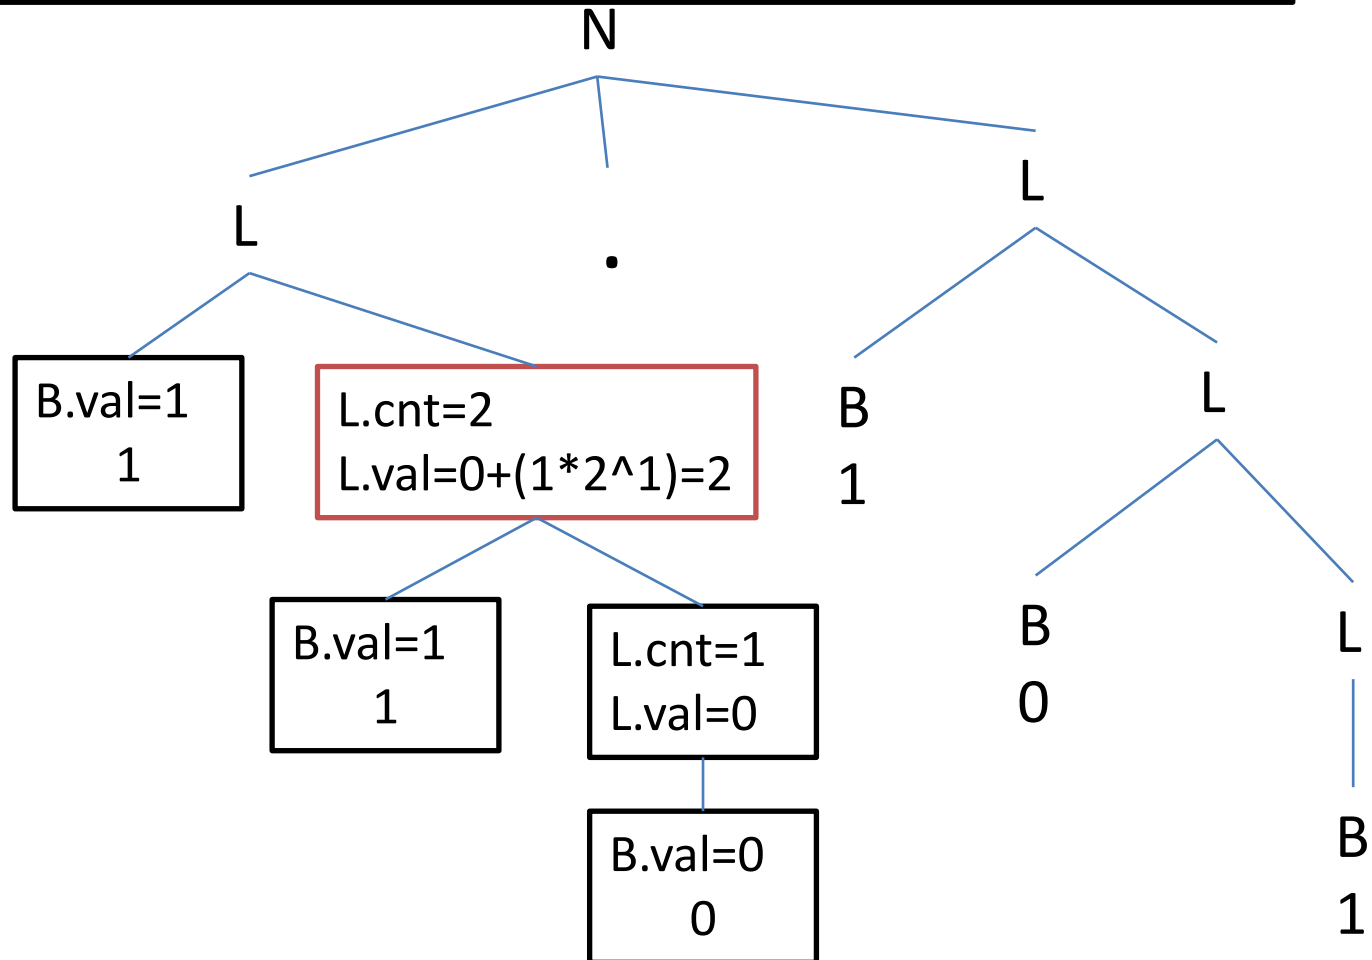 N
L
.
L
B.val=1
1
L.cnt=2
L.val=0+(1*2^1)=2
B
1
L
B.val=1
1
L.cnt=1
L.val=0
B
0
L
B.val=0
0
B
1